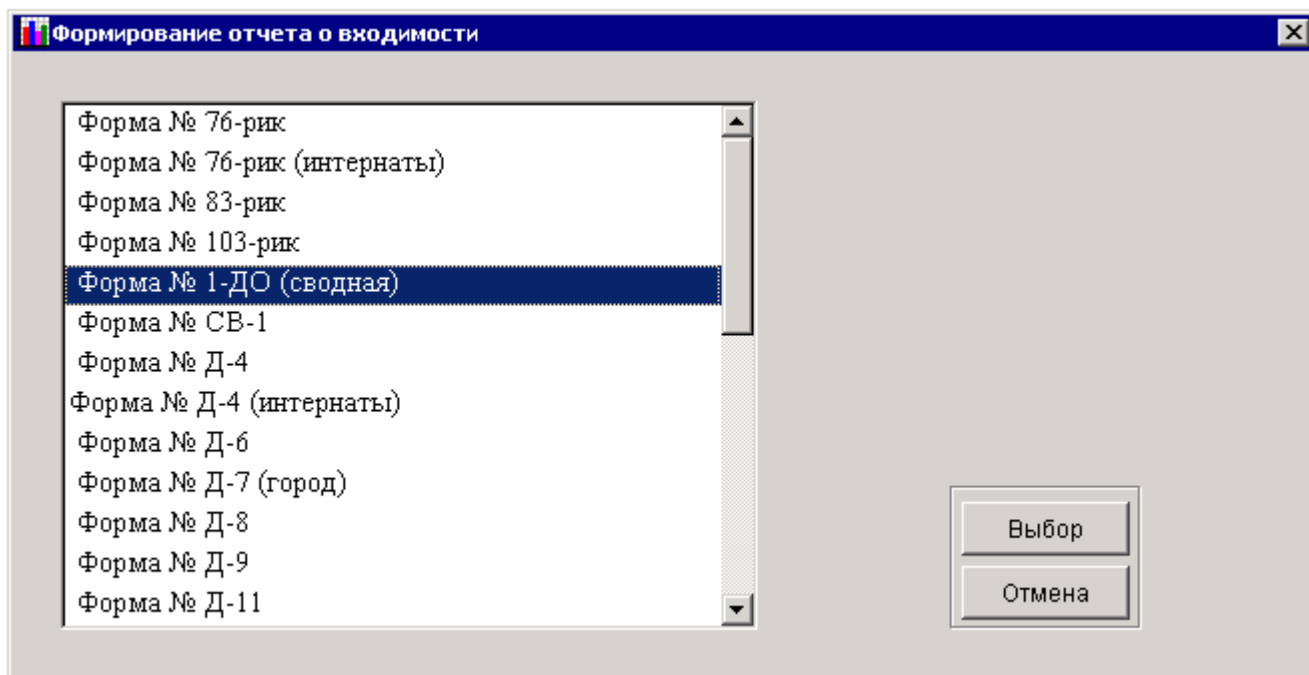 Формирование отчета о входимости
Форма № 76-рик
Форма № 76-рик (интернаты)
Форма № 83-рик
Форма № 103-рик
Форма № 1-ДО (сводная)
Форма № СВ-1
Форма № Д-4
Форма № Д-4 (интернаты)
Форма № Д-6
Форма № Д-7 (город)
Форма № Д-8
Форма № Д-9
Форма № Д-11
Выбор
Отмена